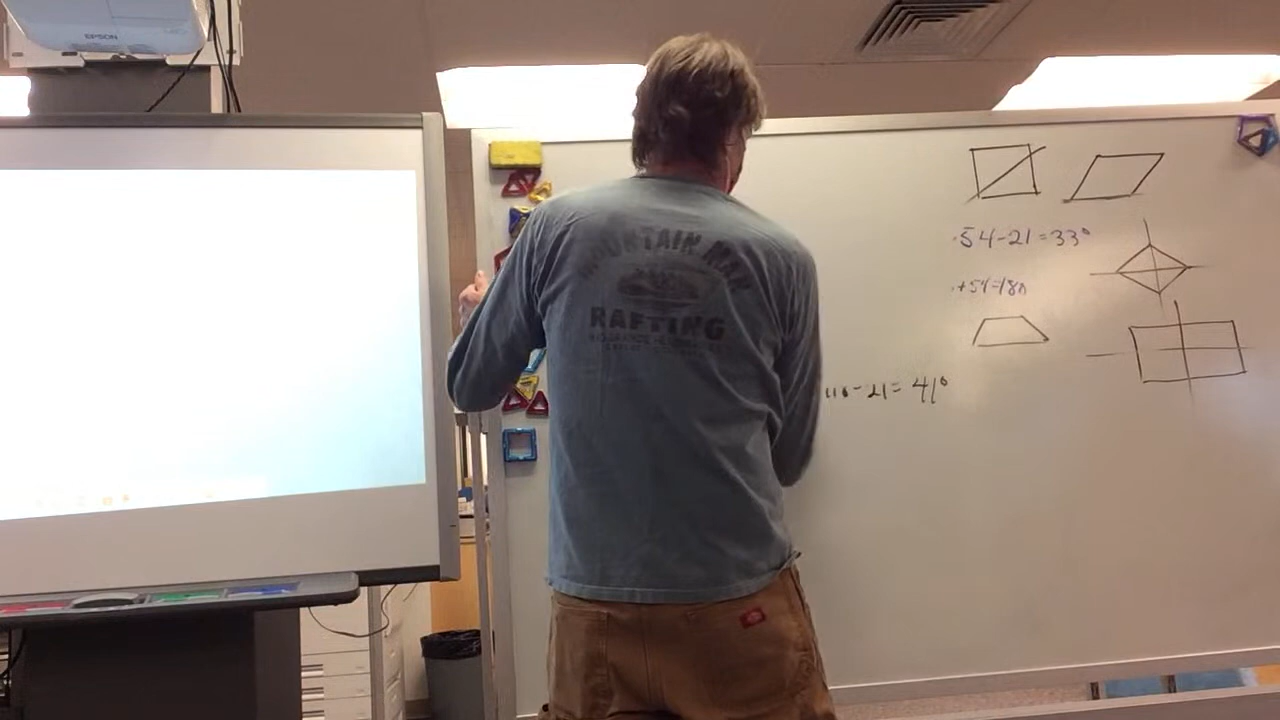 EPSON
MOUNTAIN MAN
RAFTING
54-21=33°
+54=180
-21= 41°